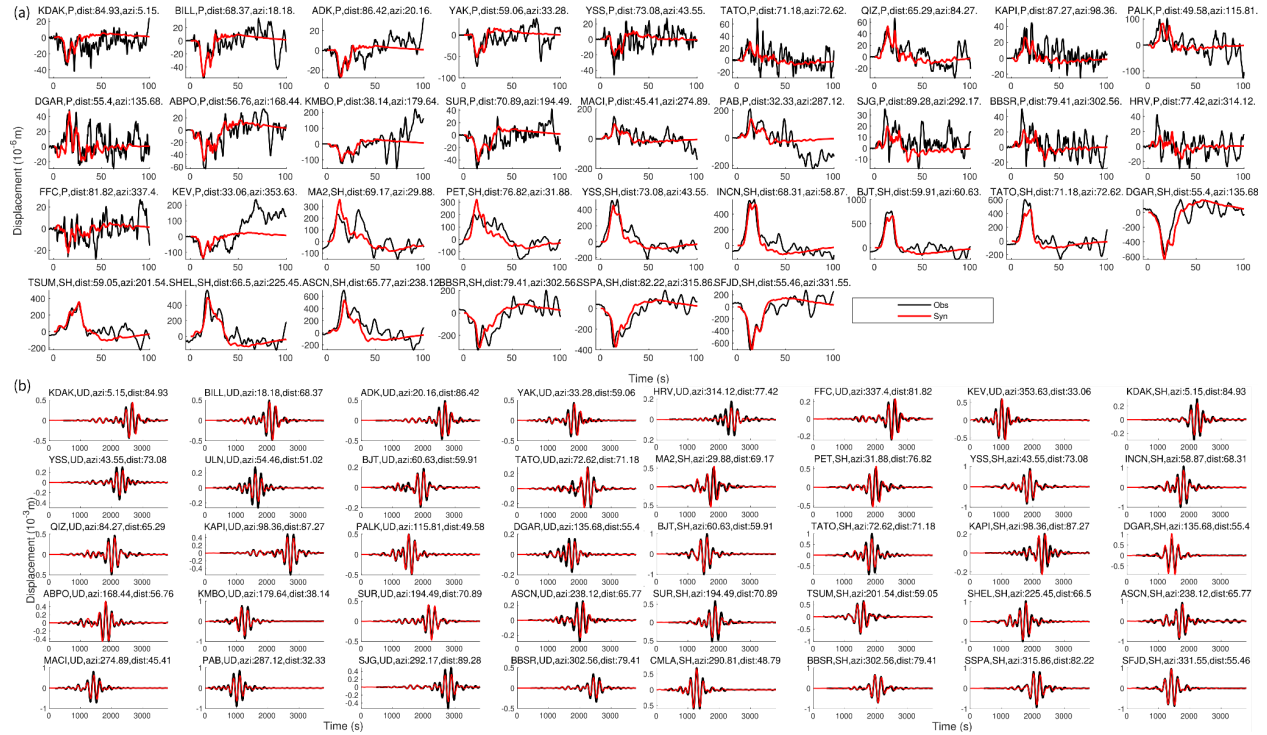 (a)
KDAK,P,dist:84.93,azi:5.15.
BILL,P,dist:68.37,azi:18.18.
ADK,P,dist:86.42,azi:20.16.
YAK,P,dist:59.06,azi:33.28.
YSS,P,dist:73.08,azi:43.55.
TATO,P,dist:71.18,azi:72.62.
QIZ,P,dist:65.29,azi:84.27.
KAPI,P,dist:87.27,azi:98.36.
PALK,P,dist:49.58,azi:115.81.
DGAR,P,dist:55.4,azi:135.68.
ABPO,P,dist:56.76,azi:168.44.
KMBO,P,dist:38.14,azi:179.64.
SUR,P,dist:70.89,azi:194.49.
MACI,P,dist:45.41,azi:274.89.
PAB,P,dist:32.33,azi:287.12.
SJG,P,dist:89.28,azi:292.17.
BBSR,P,dist:79.41,azi:302.56.
HRV,P,dist:77.42,azi:314.12.
FFC,P,dist:81.82,azi:337.4.
KEV,P,dist:33.06,azi:353.63.
MA2,SH,dist:69.17,azi:29.88.
PET,SH,dist:76.82,azi:31.88.
YSS,SH,dist:73.08,azi:43.55.
INCN,SH,dist:68.31,azi:58.87.
BJT,SH,dist:59.91,azi:60.63.
TATO,SH,dist:71.18,azi:72.62.
DGAR,SH,dist:55.4,azi:135.68
TSUM,SH,dist:59.05,azi:201.54.
SHEL,SH,dist:66.5,azi:225.45.
ASCN,SH,dist:65.77,azi:238.12
BBSR,SH,dist:79.41,azi:302.56
SSPA,SH,dist:82.22,azi:315.86.
SFJD,SH,dist:55.46,azi:331.55.
Obs
Syn
Displacement (10⁻⁶m)
Time (s)
(b)
KDAK,UD,azi:5.15,dist:84.93
BILL,UD,azi:18.18,dist:68.37
ADK,UD,azi:20.16,dist:86.42
YAK,UD,azi:33.28,dist:59.06
HRV,UD,azi:314.12,dist:77.42
FFC,UD,azi:337.4,dist:81.82
KEV,UD,azi:353.63,dist:33.06
KDAK,SH,azi:5.15,dist:84.93
YSS,UD,azi:43.55,dist:73.08
ULN,UD,azi:54.46,dist:51.02
BJT,UD,azi:60.63,dist:59.91
TATO,UD,azi:72.62,dist:71.18
MA2,SH,azi:29.88,dist:69.17
PET,SH,azi:31.88,dist:76.82
YSS,SH,azi:43.55,dist:73.08
INCN,SH,azi:58.87,dist:68.31
QIZ,UD,azi:84.27,dist:65.29
KAPI,UD,azi:98.36,dist:87.27
PALK,UD,azi:115.81,dist:49.58
DGAR,UD,azi:135.68,dist:55.4
BJT,SH,azi:60.63,dist:59.91
TATO,SH,azi:72.62,dist:71.18
KAPI,SH,azi:98.36,dist:87.27
DGAR,SH,azi:135.68,dist:55.4
ABPO,UD,azi:168.44,dist:56.76
KMBO,UD,azi:179.64,dist:38.14
SUR,UD,azi:194.49,dist:70.89
ASCN,UD,azi:238.12,dist:65.77
SUR,SH,azi:194.49,dist:70.89
TSUM,SH,azi:201.54,dist:59.05
SHEL,SH,azi:225.45,dist:66.5
ASCN,SH,azi:238.12,dist:65.77
MACI,UD,azi:274.89,dist:45.41
PAB,UD,azi:287.12,dist:32.33
SJG,UD,azi:292.17,dist:89.28
BBSR,UD,azi:302.56,dist:79.41
CMLA,SH,azi:290.81,dist:48.79
BBSR,SH,azi:302.56,dist:79.41
SSPA,SH,azi:315.86,dist:82.22
SFJD,SH,azi:331.55,dist:55.46
Displacement (10⁻³m)
Time (s)
Time (s)